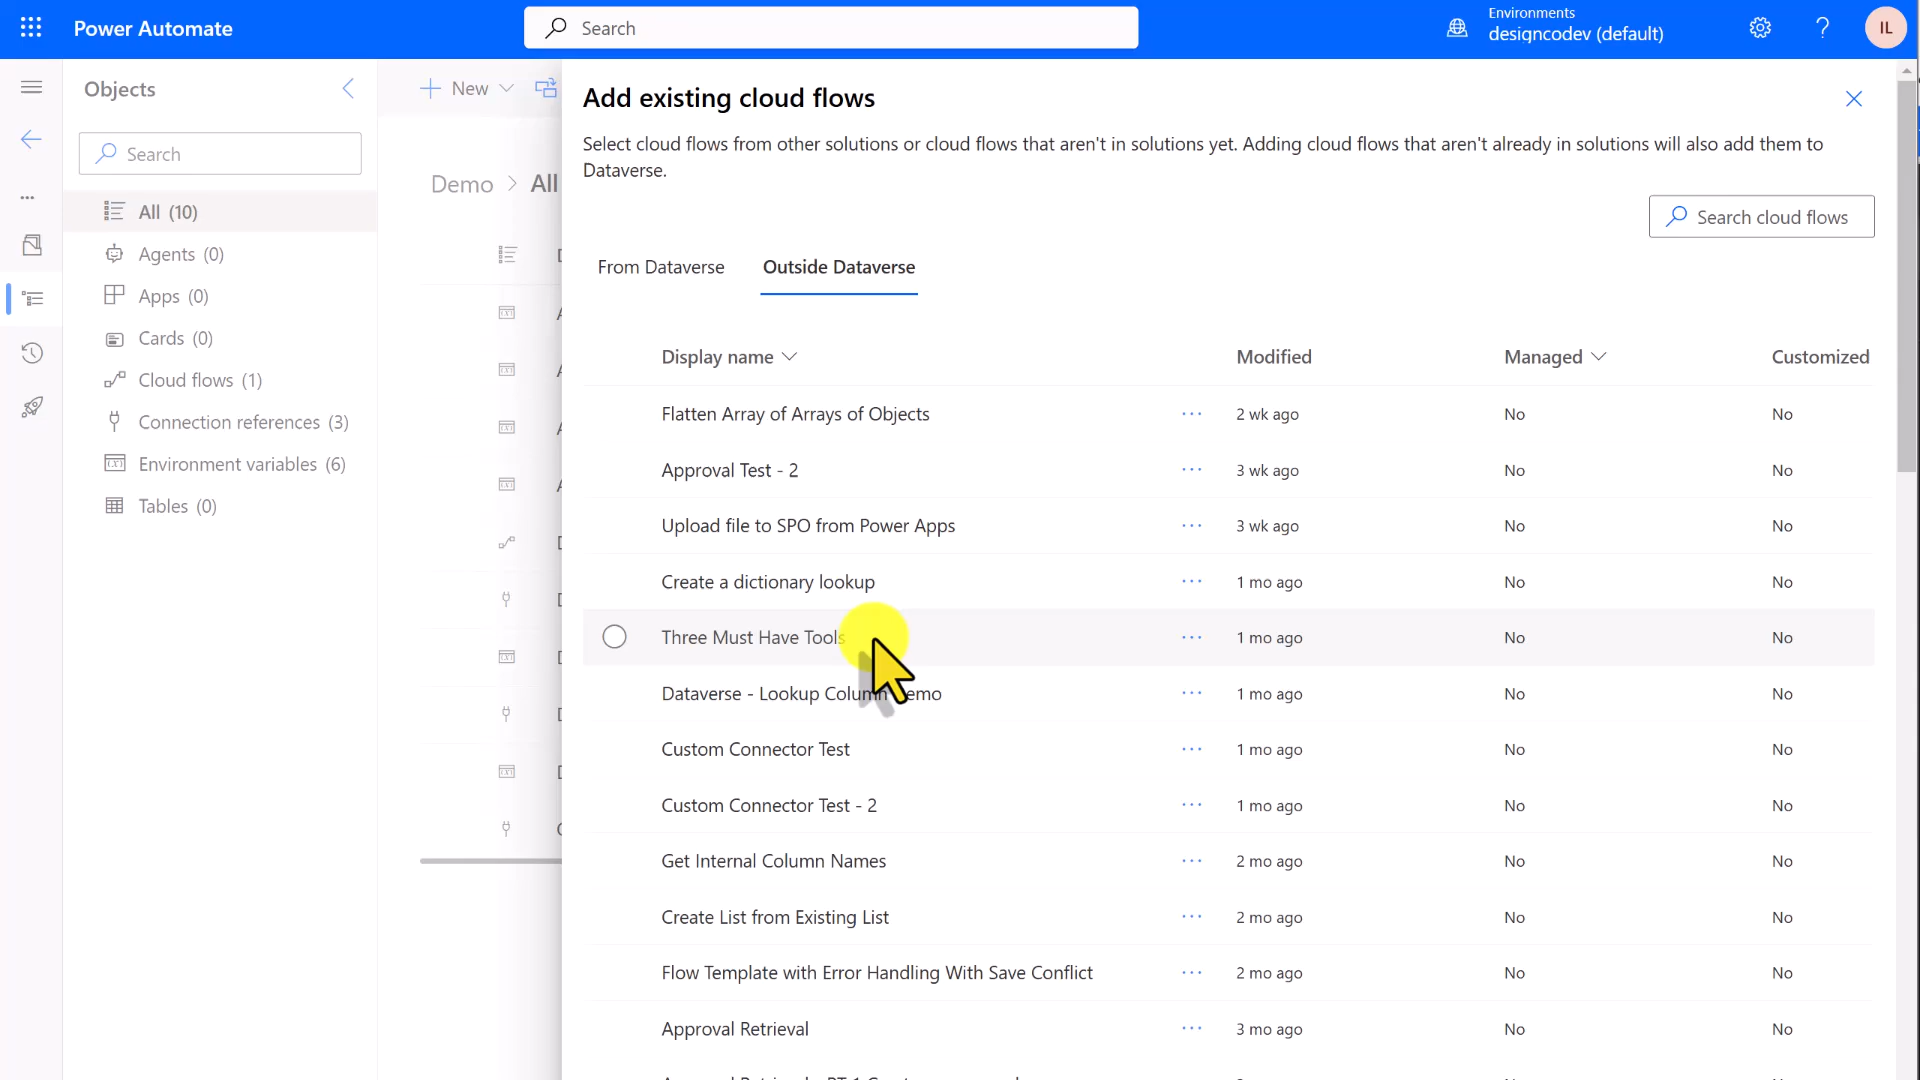 Power Automate
Search
Environments
designcodev (default)
IL
Objects
Search
All (10)
Agents (0)
Apps (0)
Cards (0)
Cloud flows (1)
Connection references (3)
Environment variables (6)
Tables (0)
New
Demo > All
Add existing cloud flows
Select cloud flows from other solutions or cloud flows that aren't in solutions yet. Adding cloud flows that aren't already in solutions will also add them to
Dataverse.
Search cloud flows
From Dataverse Outside Dataverse
Display name Modified Managed Customized
Flatten Array of Arrays of Objects ... 2 wk ago No No
Approval Test - 2 ... 3 wk ago No No
Upload file to SPO from Power Apps ... 3 wk ago No No
Create a dictionary lookup ... 1 mo ago No No
Three Must Have Tools ... 1 mo ago No No
Dataverse - Lookup Column Demo ... 1 mo ago No No
Custom Connector Test ... 1 mo ago No No
Custom Connector Test - 2 ... 1 mo ago No No
Get Internal Column Names ... 2 mo ago No No
Create List from Existing List ... 2 mo ago No No
Flow Template with Error Handling With Save Conflict ... 2 mo ago No No
Approval Retrieval ... 3 mo ago No No